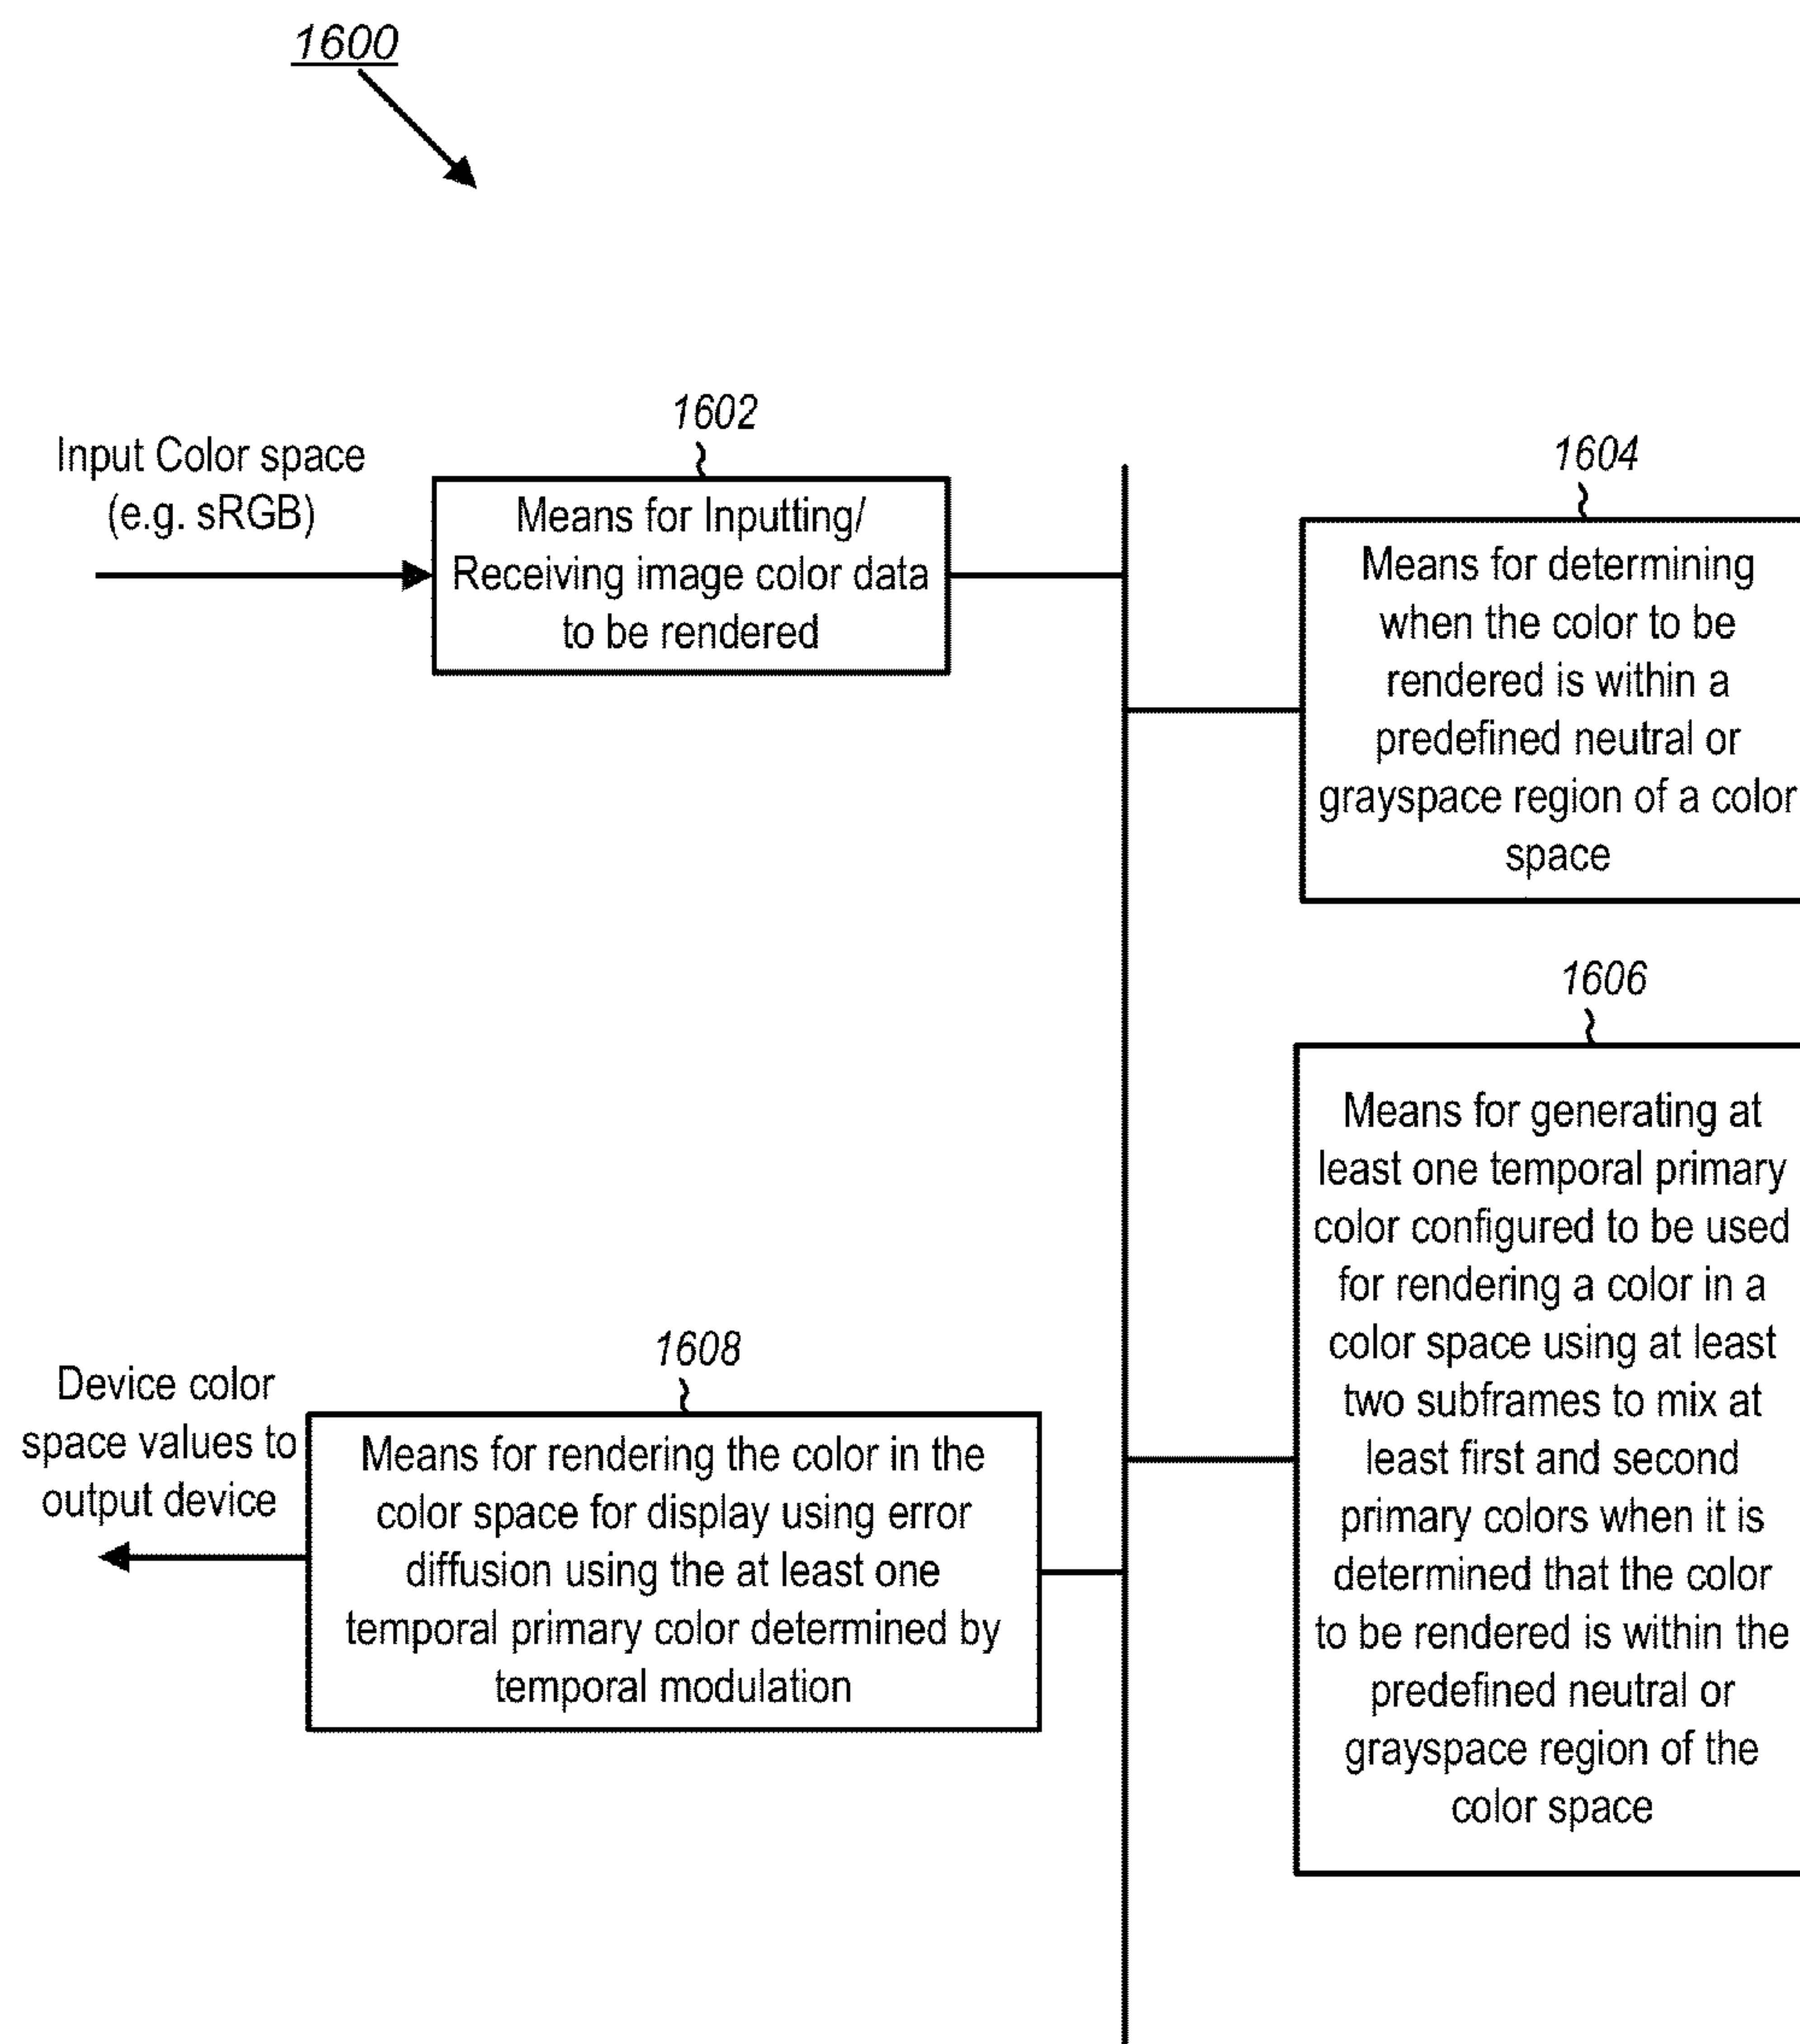 1600
1602
Input Color space
(e.g. sRGB)
Means for Inputting/
Receiving image color data
to be rendered
1604
Means for determining
when the color to be
rendered is within a
predefined neutral or
grayspace region of a color
space
1606
Means for generating at
least one temporal primary
color configured to be used
for rendering a color in a
color space using at least
two subframes to mix at
least first and second
primary colors when it is
determined that the color
to be rendered is within the
predefined neutral or
grayspace region of the
color space
1608
Means for rendering the color in the
color space for display using error
diffusion using the at least one
temporal primary color determined by
temporal modulation
Device color
space values to
output device